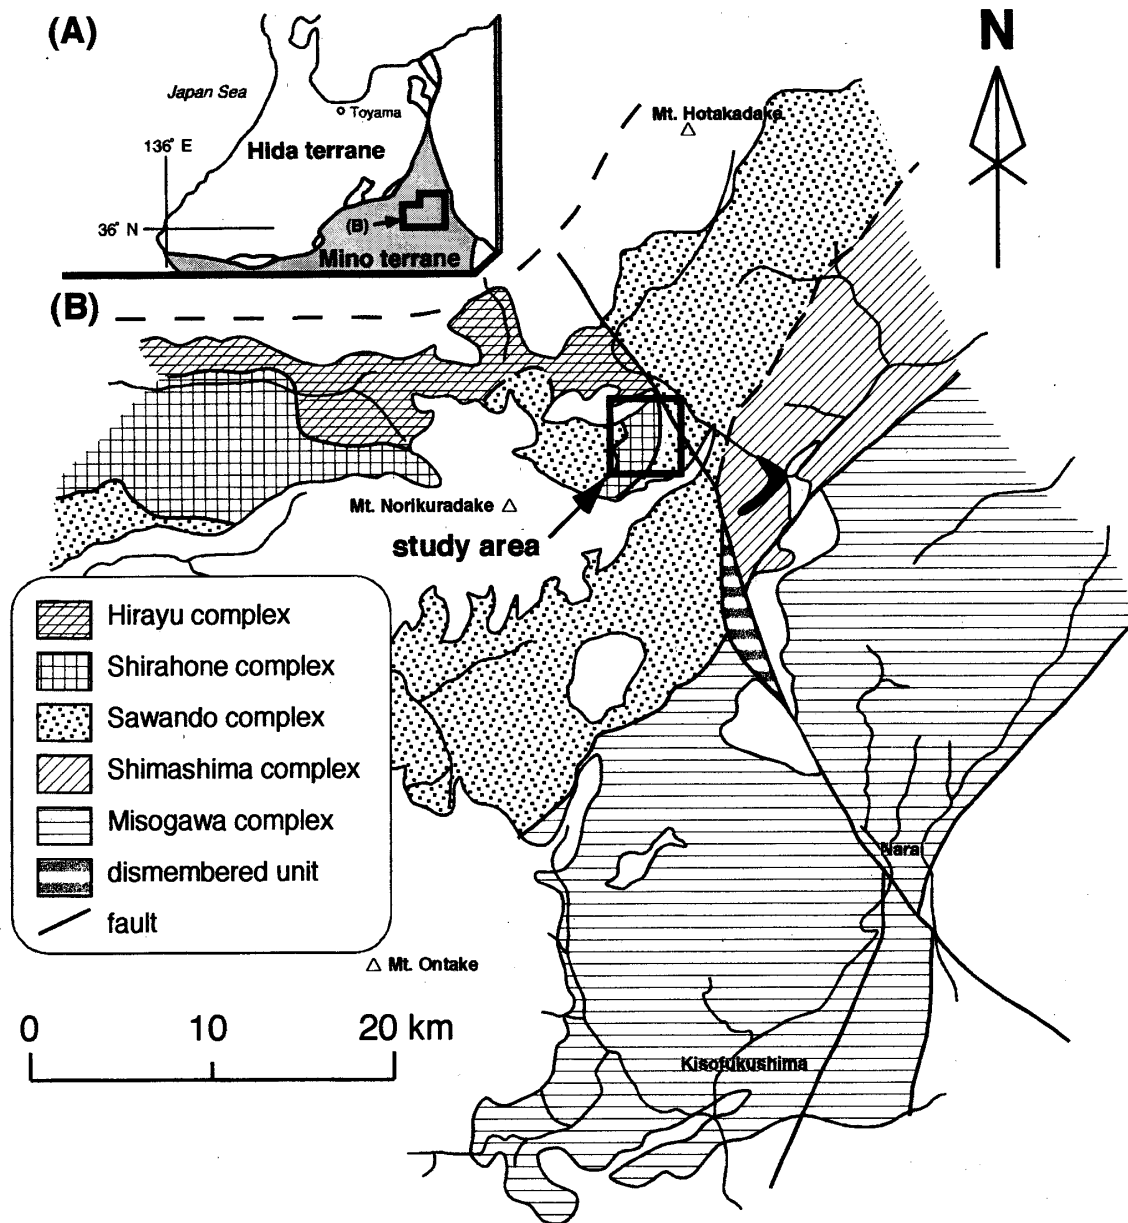 (A)
N
Japan Sea
Toyama
Mt. Hotakadake
136° E
Hida terrane
36° N
(B)
Mino terrane
(B)
Mt. Norikuradake
study area
Hirayu complex
Shirahone complex
Sawando complex
Shimashima complex
Misogawa complex
dismembered unit
fault
Nara
Mt. Ontake
0 10 20 km
Kisofukushima